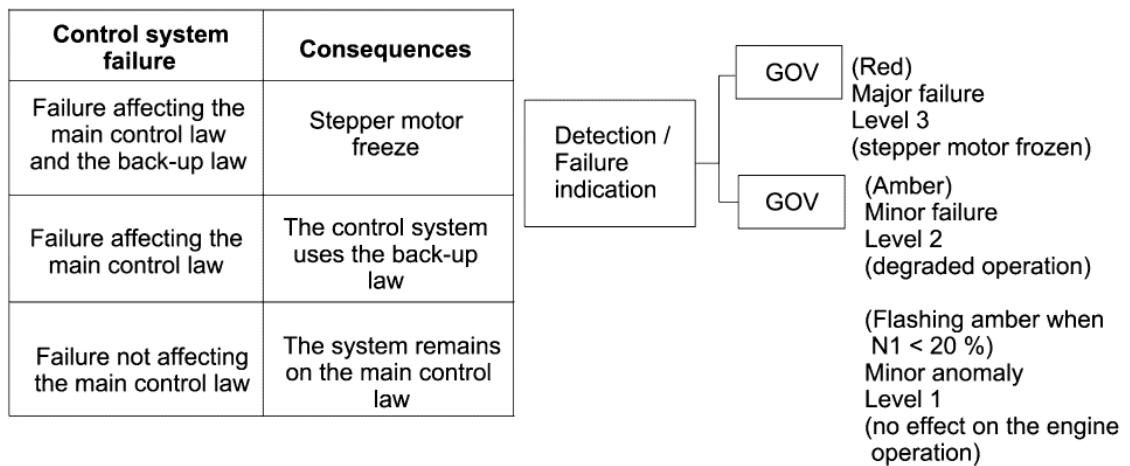 Control system
failure
Consequences
Failure affecting the
main control law
and the back-up law
Stepper motor
freeze
Failure affecting the
main control law
The control system
uses the back-up
law
Failure not affecting
the main control law
The system remains
on the main control
law
Detection /
Failure
indication
GOV
(Red)
Major failure
Level 3
(stepper motor frozen)
GOV
(Amber)
Minor failure
Level 2
(degraded operation)
(Flashing amber when
N1 < 20 %)
Minor anomaly
Level 1
(no effect on the engine
operation)